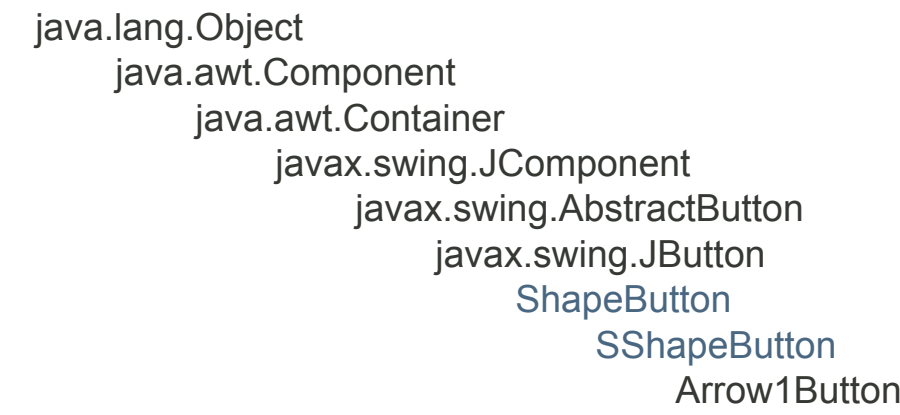 java.lang.Object
java.awt.Component
java.awt.Container
javax.swing.JComponent
javax.swing.AbstractButton
javax.swing.JButton
ShapeButton
SShapeButton
Arrow1Button